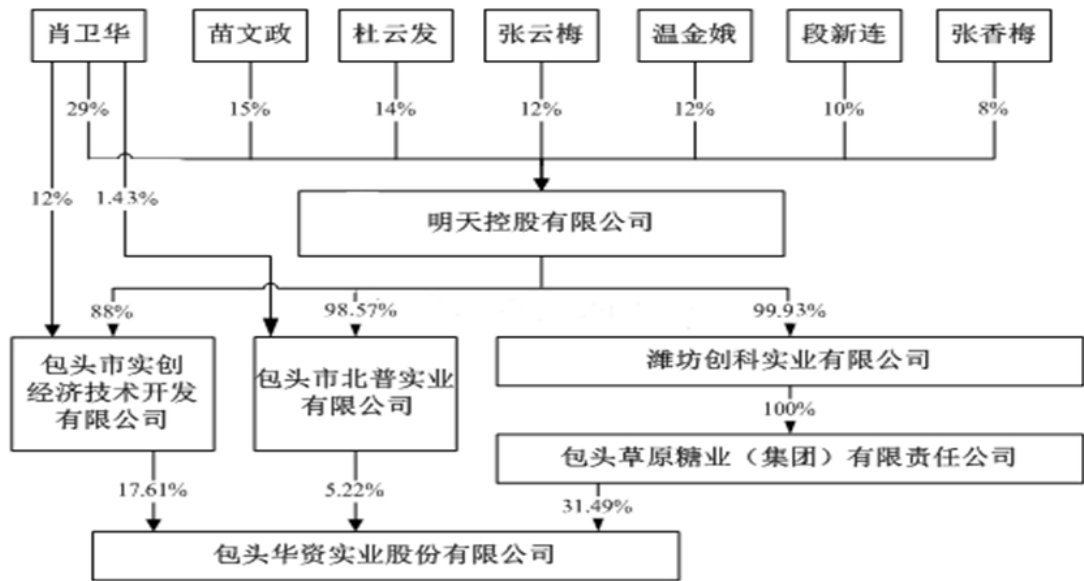 肖卫华
苗文政
杜云发
张云梅
温金娥
段新连
张香梅
29%
15%
14%
12%
12%
10%
8%
12%
1.43%
明天控股有限公司
88%
98.57%
99.93%
包头市实创
经济技术开发
有限公司
包头市北普实业
有限公司
潍坊创科实业有限公司
100%
包头草原糖业（集团）有限责任公司
17.61%
5.22%
31.49%
包头华资实业股份有限公司